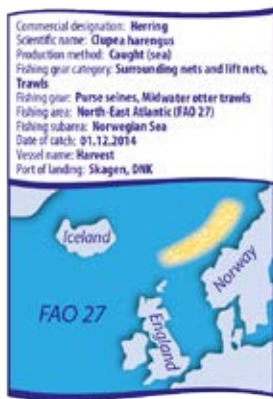 Commercial designation: Herring
Scientific name: Clupea harengus
Production method: Caught (sea)
Fishing gear category: Surrounding nets and lift nets,
Trawls
Fishing gear: Purse seines, Midwater otter trawls
Fishing area: North-East Atlantic (FAO 27)
Fishing subarea: Norwegian Sea
Date of catch: 01.12.2014
Vessel name: Harvest
Port of landing: Skagen, DNK
Iceland
Norway
FAO 27
England